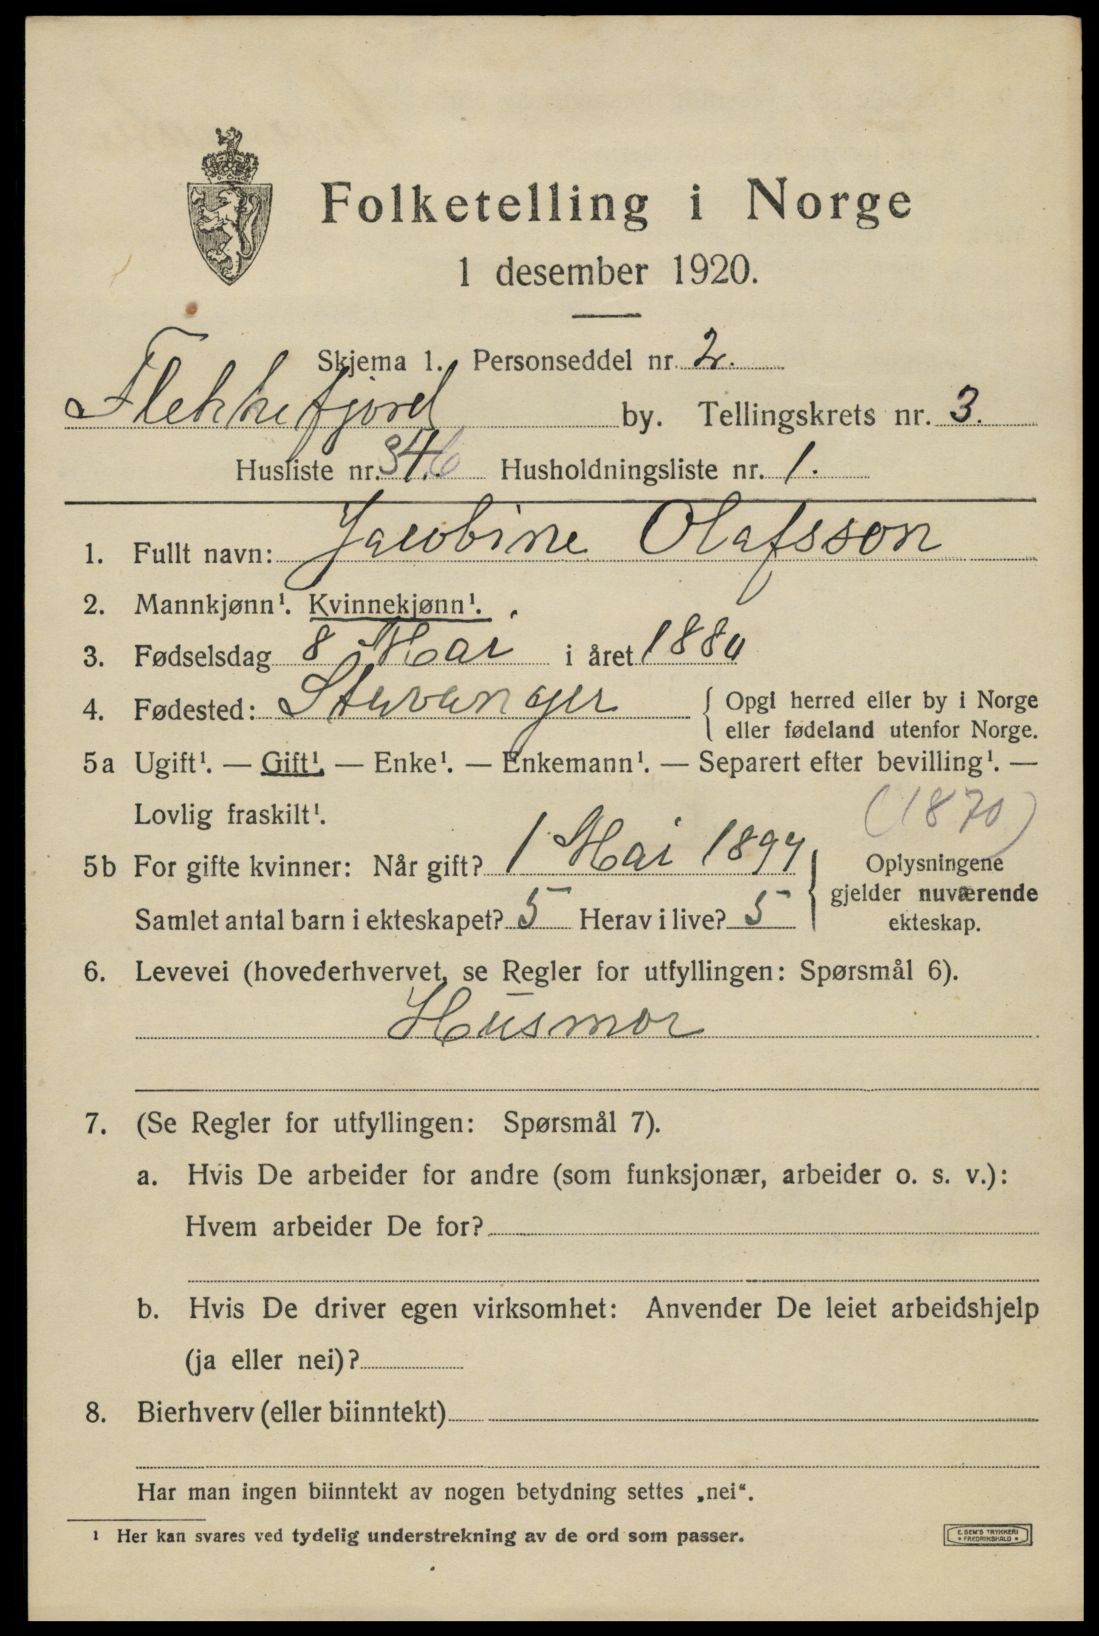 Folketelling i Norge
1 desember 1920.
Skjema 1. Personseddel nr. 2.
Flekkefjord by. Tellingskrets nr. 3.
Husliste nr. Husholdningsliste nr. 1.
1. Fullt navn: Jacobine Olafsson
2. Mannkjønn¹. Kvinnekjønn¹.
3. Fødselsdag 8 Mai i året
4. Fødested: Stavanger { Opgi herred eller by i Norge
eller fødeland utenfor Norge.
5a Ugift¹. — Gift¹. — Enke¹. — Enkemann¹. — Separert efter bevilling¹. —
Lovlig fraskilt¹.
(1870)
5b For gifte kvinner: Når gift? 1 Mai 1897 } Oplysningene
gjelder nuværende
Samlet antal barn i ekteskapet? 5 Herav i live? 5 ekteskap.
6. Levevei (hovederhvervet, se Regler for utfyllingen: Spørsmål 6).
Husmor
7. (Se Regler for utfyllingen: Spørsmål 7).
a. Hvis De arbeider for andre (som funksjonær, arbeider o. s. v.):
Hvem arbeider De for?
b. Hvis De driver egen virksomhet: Anvender De leiet arbeidshjelp
(ja eller nei)?
8. Bierhverv (eller biinntekt)
Har man ingen biinntekt av nogen betydning settes „nei“.
¹ Her kan svares ved tydelig understrekning av de ord som passer.
E. SEM'S TRYKKERI
FREDRIKSHALD